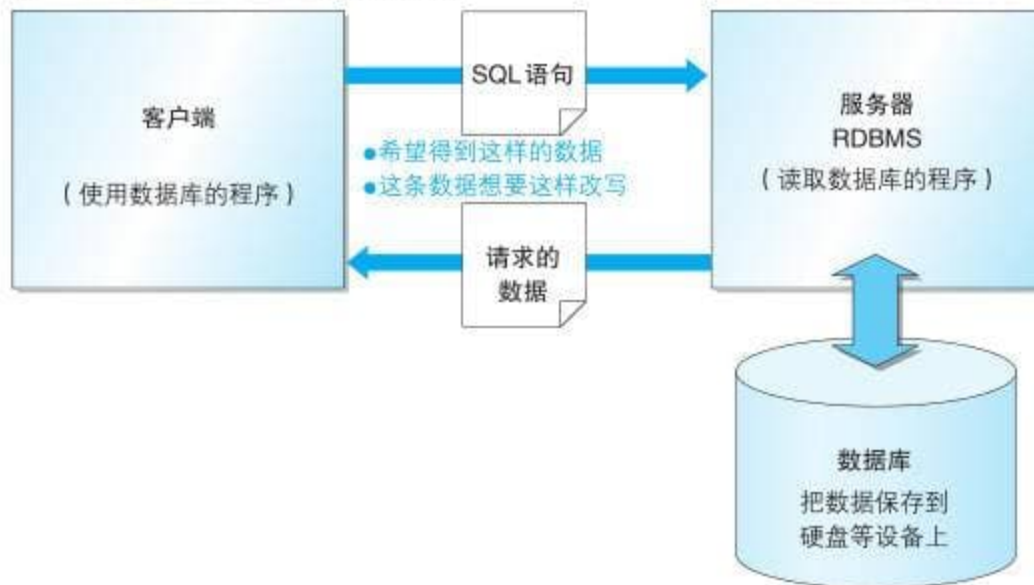 客户端
（使用数据库的程序）
SQL语句
●希望得到这样的数据
●这条数据想要这样改写
请求的
数据
服务器
RDBMS
（读取数据库的程序）
数据库
把数据保存到
硬盘等设备上